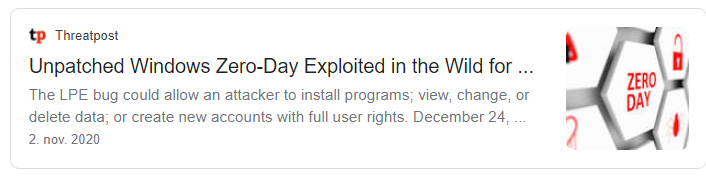 tp Threatpost
Unpatched Windows Zero-Day Exploited in the Wild for ...
The LPE bug could allow an attacker to install programs; view, change, or
delete data; or create new accounts with full user rights. December 24, ...
2. nov. 2020
ZERO
DAY